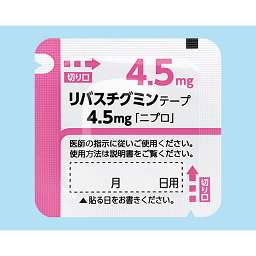 切り口
4.5mg
リバスチグミンテープ
4.5mg「ニプロ」
医師の指示に従いご使用ください。
使用方法は説明書をご覧ください。
月 日用
▲貼る日をお書きください。
切り口